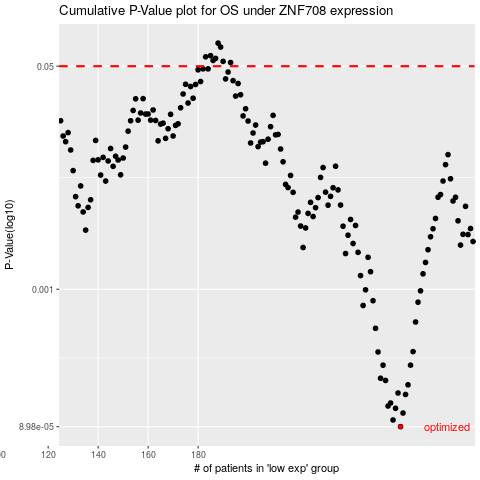 Cumulative P-Value plot for OS under ZNF708 expression
P-Value(log10)
0.05
0.001
8.98e-05
optimized
00 120 140 160 180
# of patients in 'low exp' group